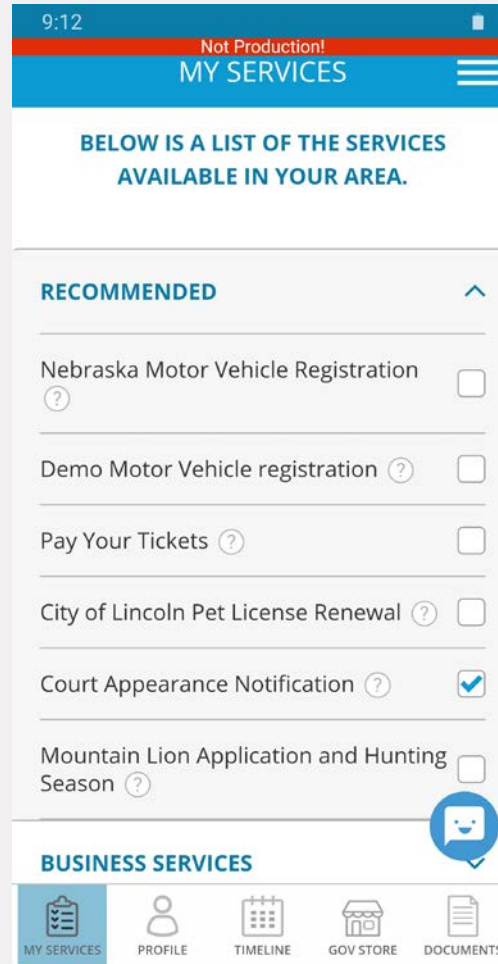 9:12
Not Production!
MY SERVICES
BELOW IS A LIST OF THE SERVICES
AVAILABLE IN YOUR AREA.
RECOMMENDED
Nebraska Motor Vehicle Registration
?
Demo Motor Vehicle registration ?
Pay Your Tickets ?
City of Lincoln Pet License Renewal ?
Court Appearance Notification ?
Mountain Lion Application and Hunting
Season ?
BUSINESS SERVICES
MY SERVICES PROFILE TIMELINE GOV STORE DOCUMENTS